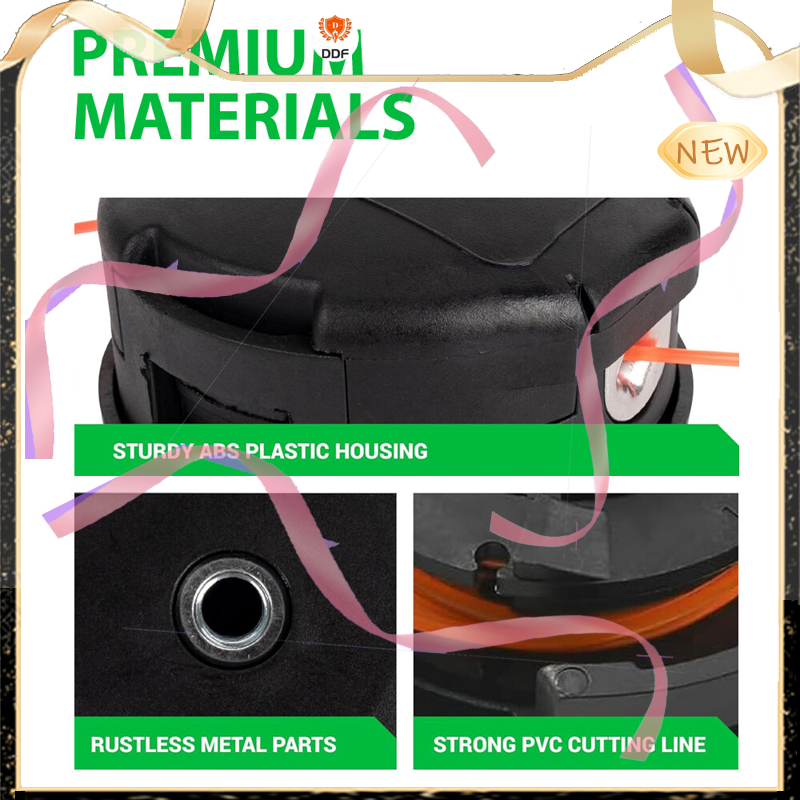 PREMIUM
DDF
MATERIALS
NEW
STURDY ABS PLASTIC HOUSING
RUSTLESS METAL PARTS
STRONG PVC CUTTING LINE